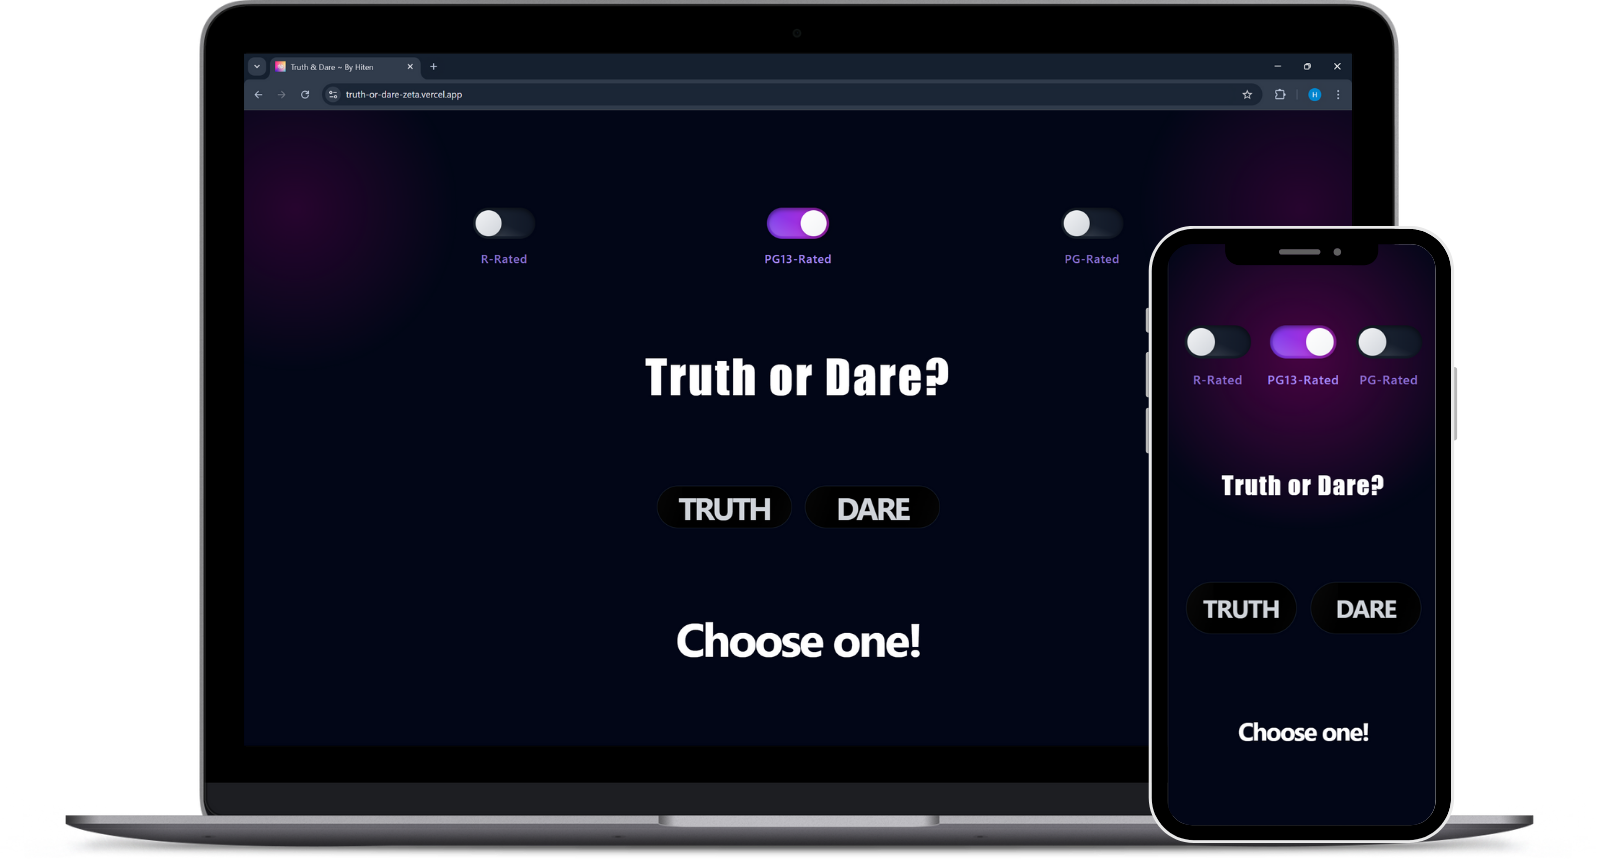 Truth & Dare ~ By Hiten
truth-or-dare-zeta.vercel.app
H
R-Rated
PG13-Rated
PG-Rated
Truth or Dare?
TRUTH
DARE
Choose one!
R-Rated
PG13-Rated
PG-Rated
Truth or Dare?
TRUTH
DARE
Choose one!